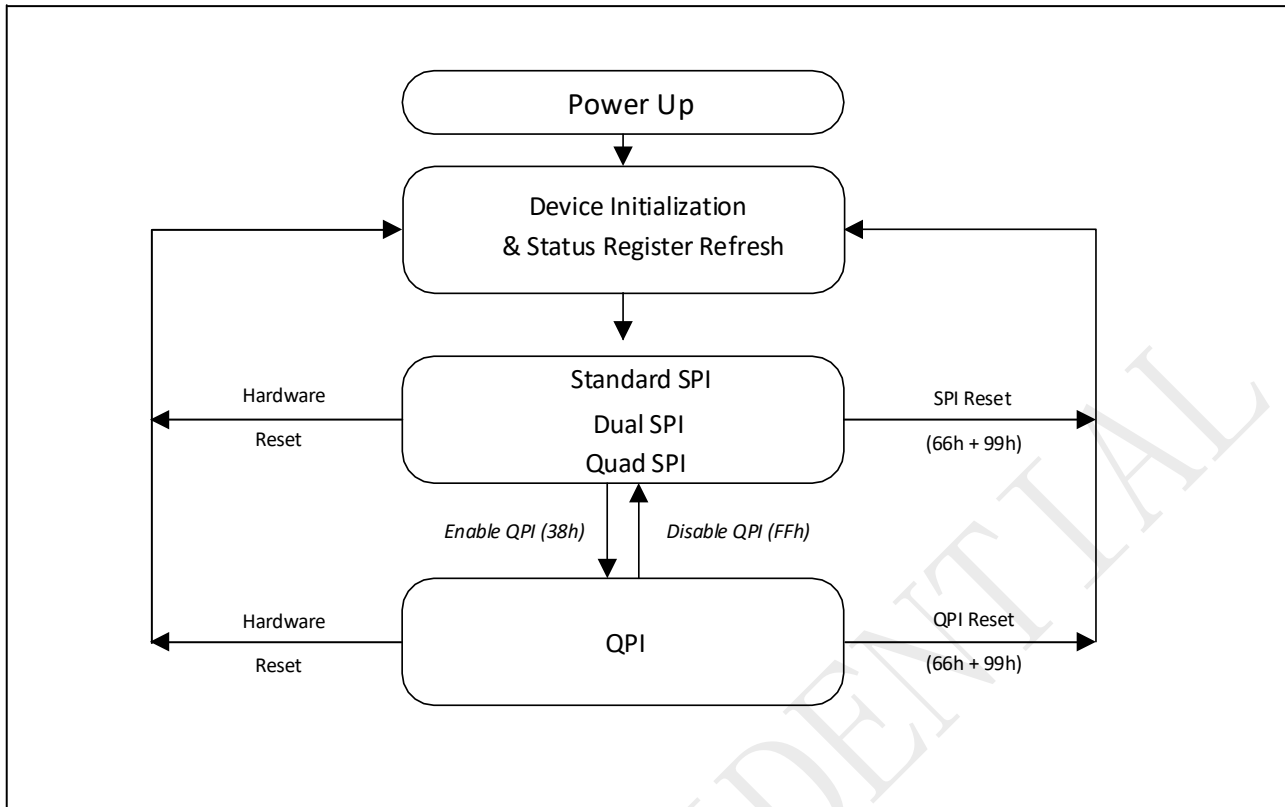 Power Up
Device Initialization
& Status Register Refresh
Standard SPI
Dual SPI
Quad SPI
Hardware
Reset
SPI Reset
(66h + 99h)
Enable QPI (38h)
Disable QPI (FFh)
Hardware
Reset
QPI
QPI Reset
(66h + 99h)